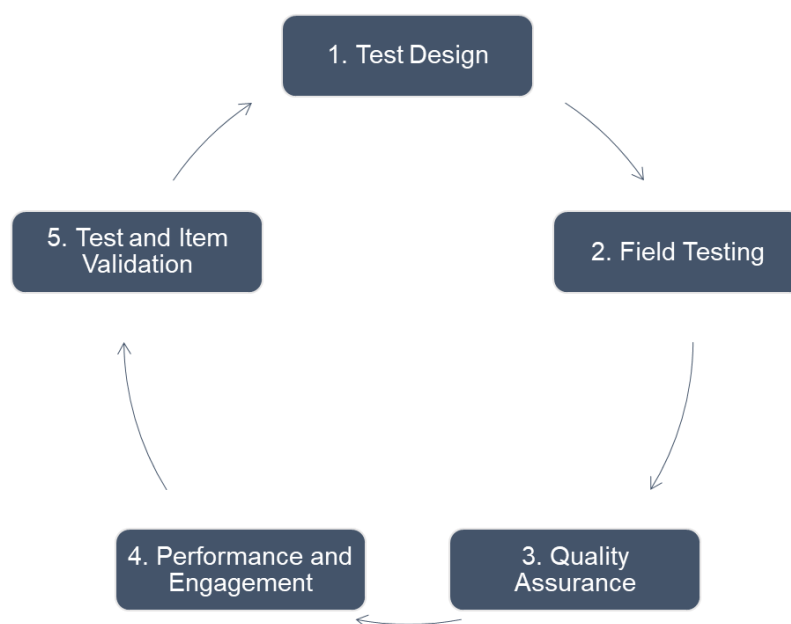 1. Test Design
2. Field Testing
3. Quality
Assurance
4. Performance and
Engagement
5. Test and Item
Validation